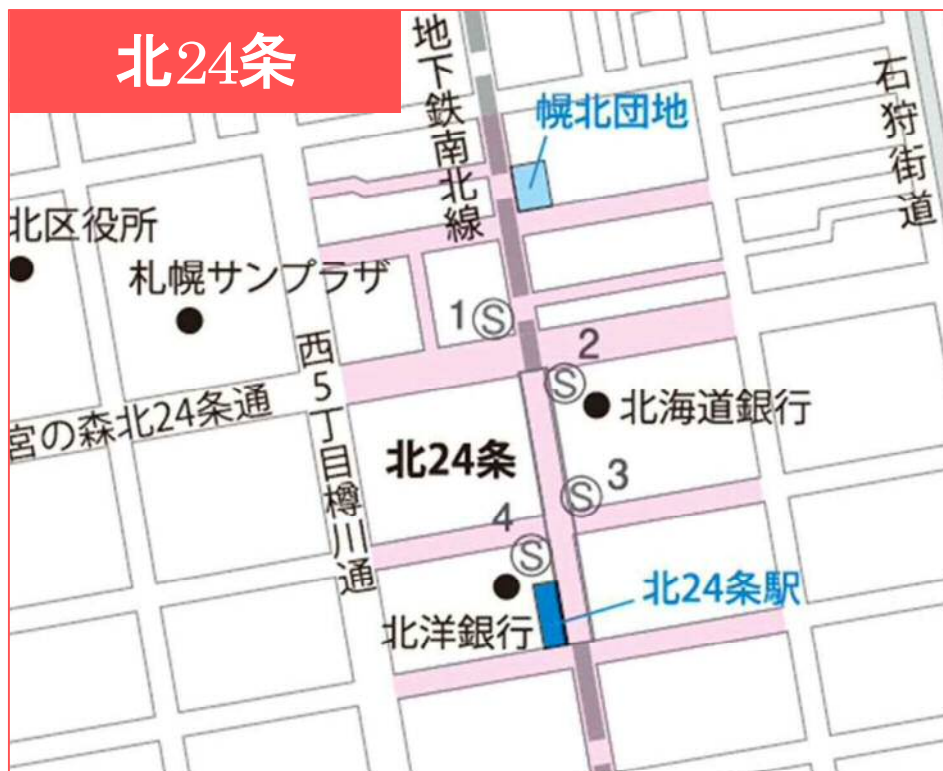 北24条
地下鉄南北線
石狩街道
幌北団地
北区役所
札幌サンプラザ
1 Ⓢ
2
Ⓢ
西5丁目樽川通
宮の森北24条通
北海道銀行
北24条
3
Ⓢ
4
Ⓢ
北24条駅
北洋銀行